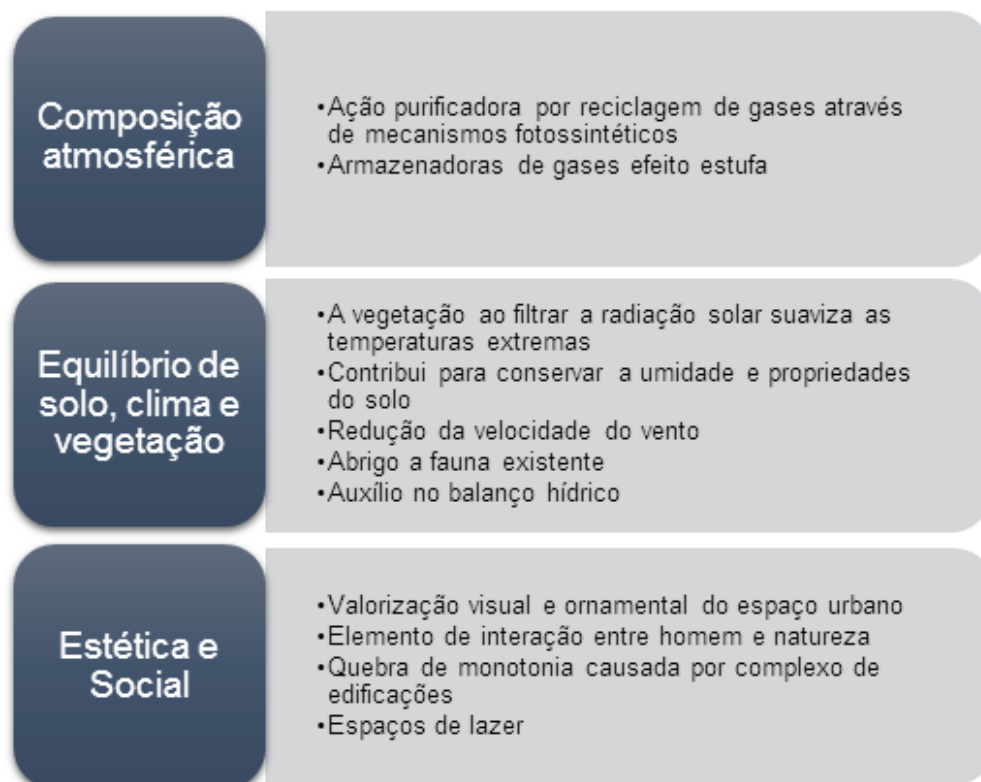 Composição
atmosférica
•Ação purificadora por reciclagem de gases através
de mecanismos fotossintéticos
•Armazenadoras de gases efeito estufa
Equilíbrio de
solo, clima e
vegetação
•A vegetação ao filtrar a radiação solar suaviza as
temperaturas extremas
•Contribui para conservar a umidade e propriedades
do solo
•Redução da velocidade do vento
•Abrigo a fauna existente
•Auxílio no balanço hídrico
Estética e
Social
•Valorização visual e ornamental do espaço urbano
•Elemento de interação entre homem e natureza
•Quebra de monotonia causada por complexo de
edificações
•Espaços de lazer